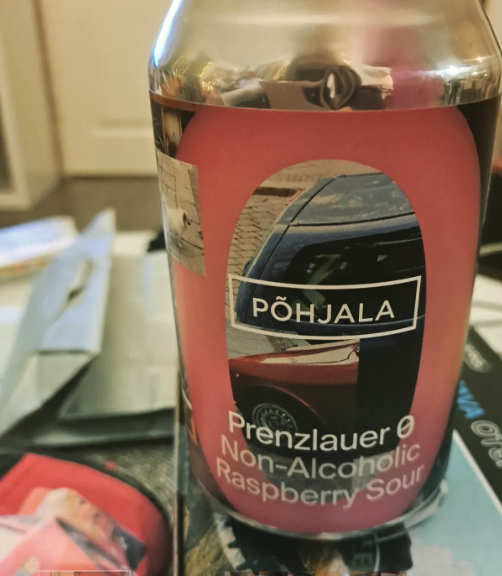 PÕHJALA
Prenzlauer 0
Non-Alcoholic
Raspberry Sour